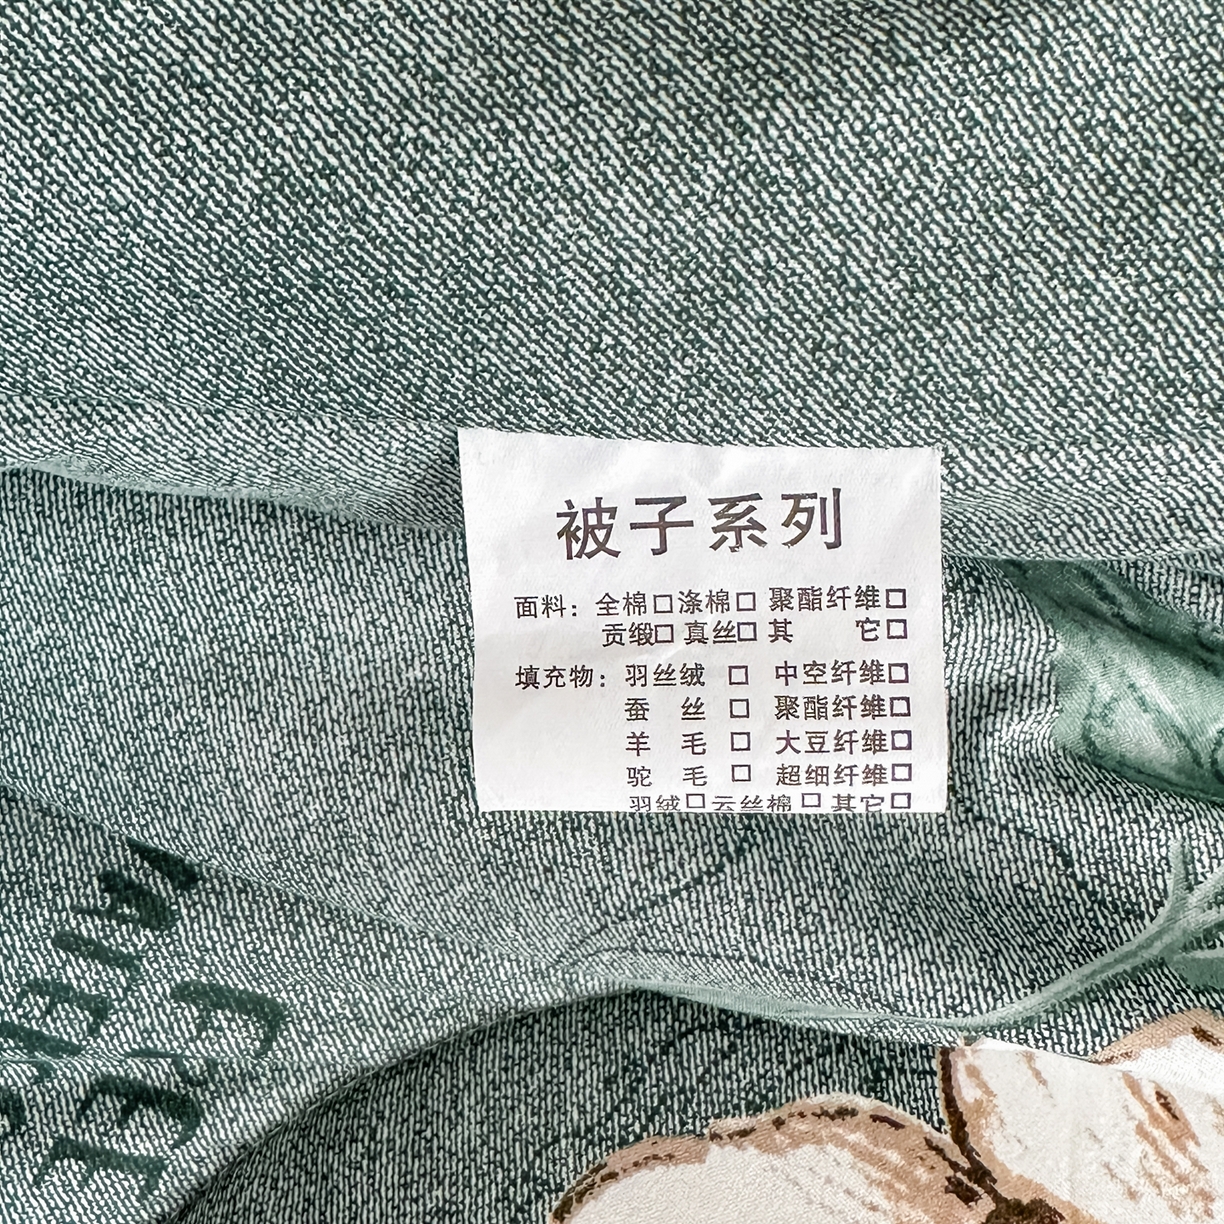 被子系列
面料：全棉□涤棉□ 聚酯纤维□
贡缎□ 真丝□ 其 它□
填充物：羽丝绒 □ 中空纤维□
蚕 丝 □ 聚酯纤维□
羊 毛 □ 大豆纤维□
驼 毛 □ 超细纤维□
羽绒□云丝棉 □ 其它□